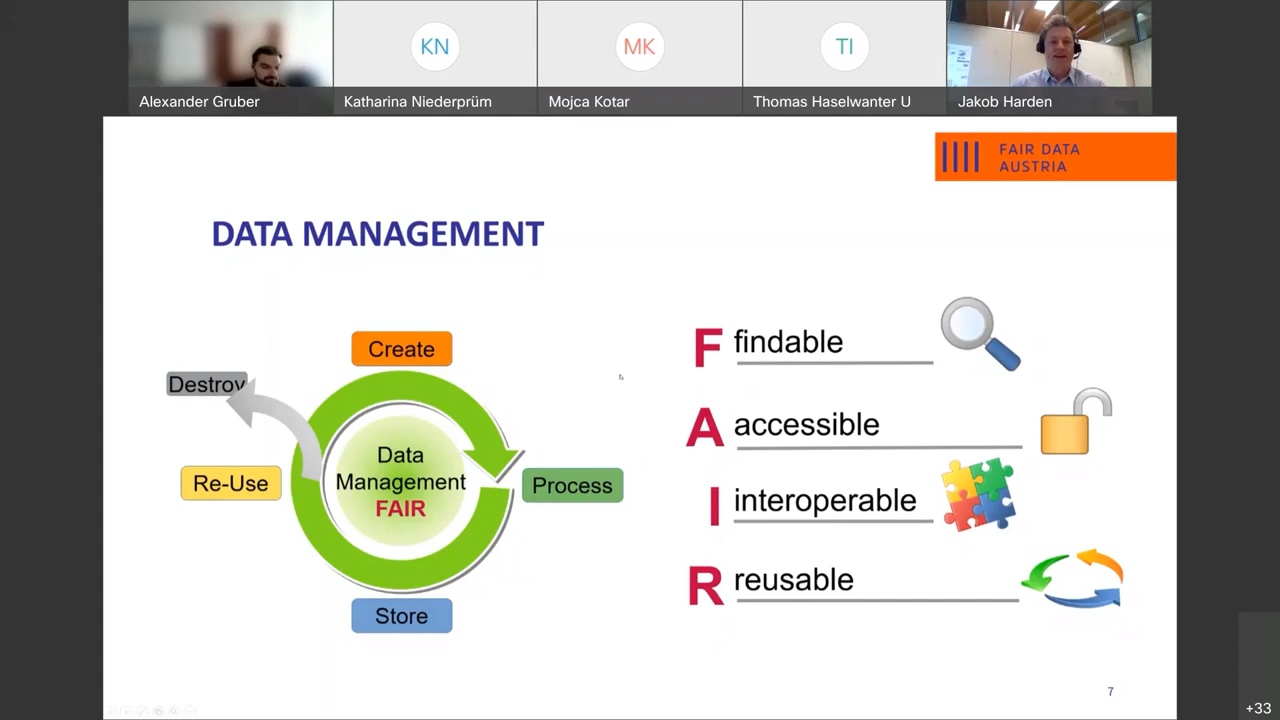 KN
MK
TI
Alexander Gruber
Katharina Niederprüm
Mojca Kotar
Thomas Haselwanter U
Jakob Harden
FAIR DATA
AUSTRIA
DATA MANAGEMENT
Create
Destroy
Re-Use
Data
Management
FAIR
Process
Store
F findable
A accessible
I interoperable
R reusable
7
+33